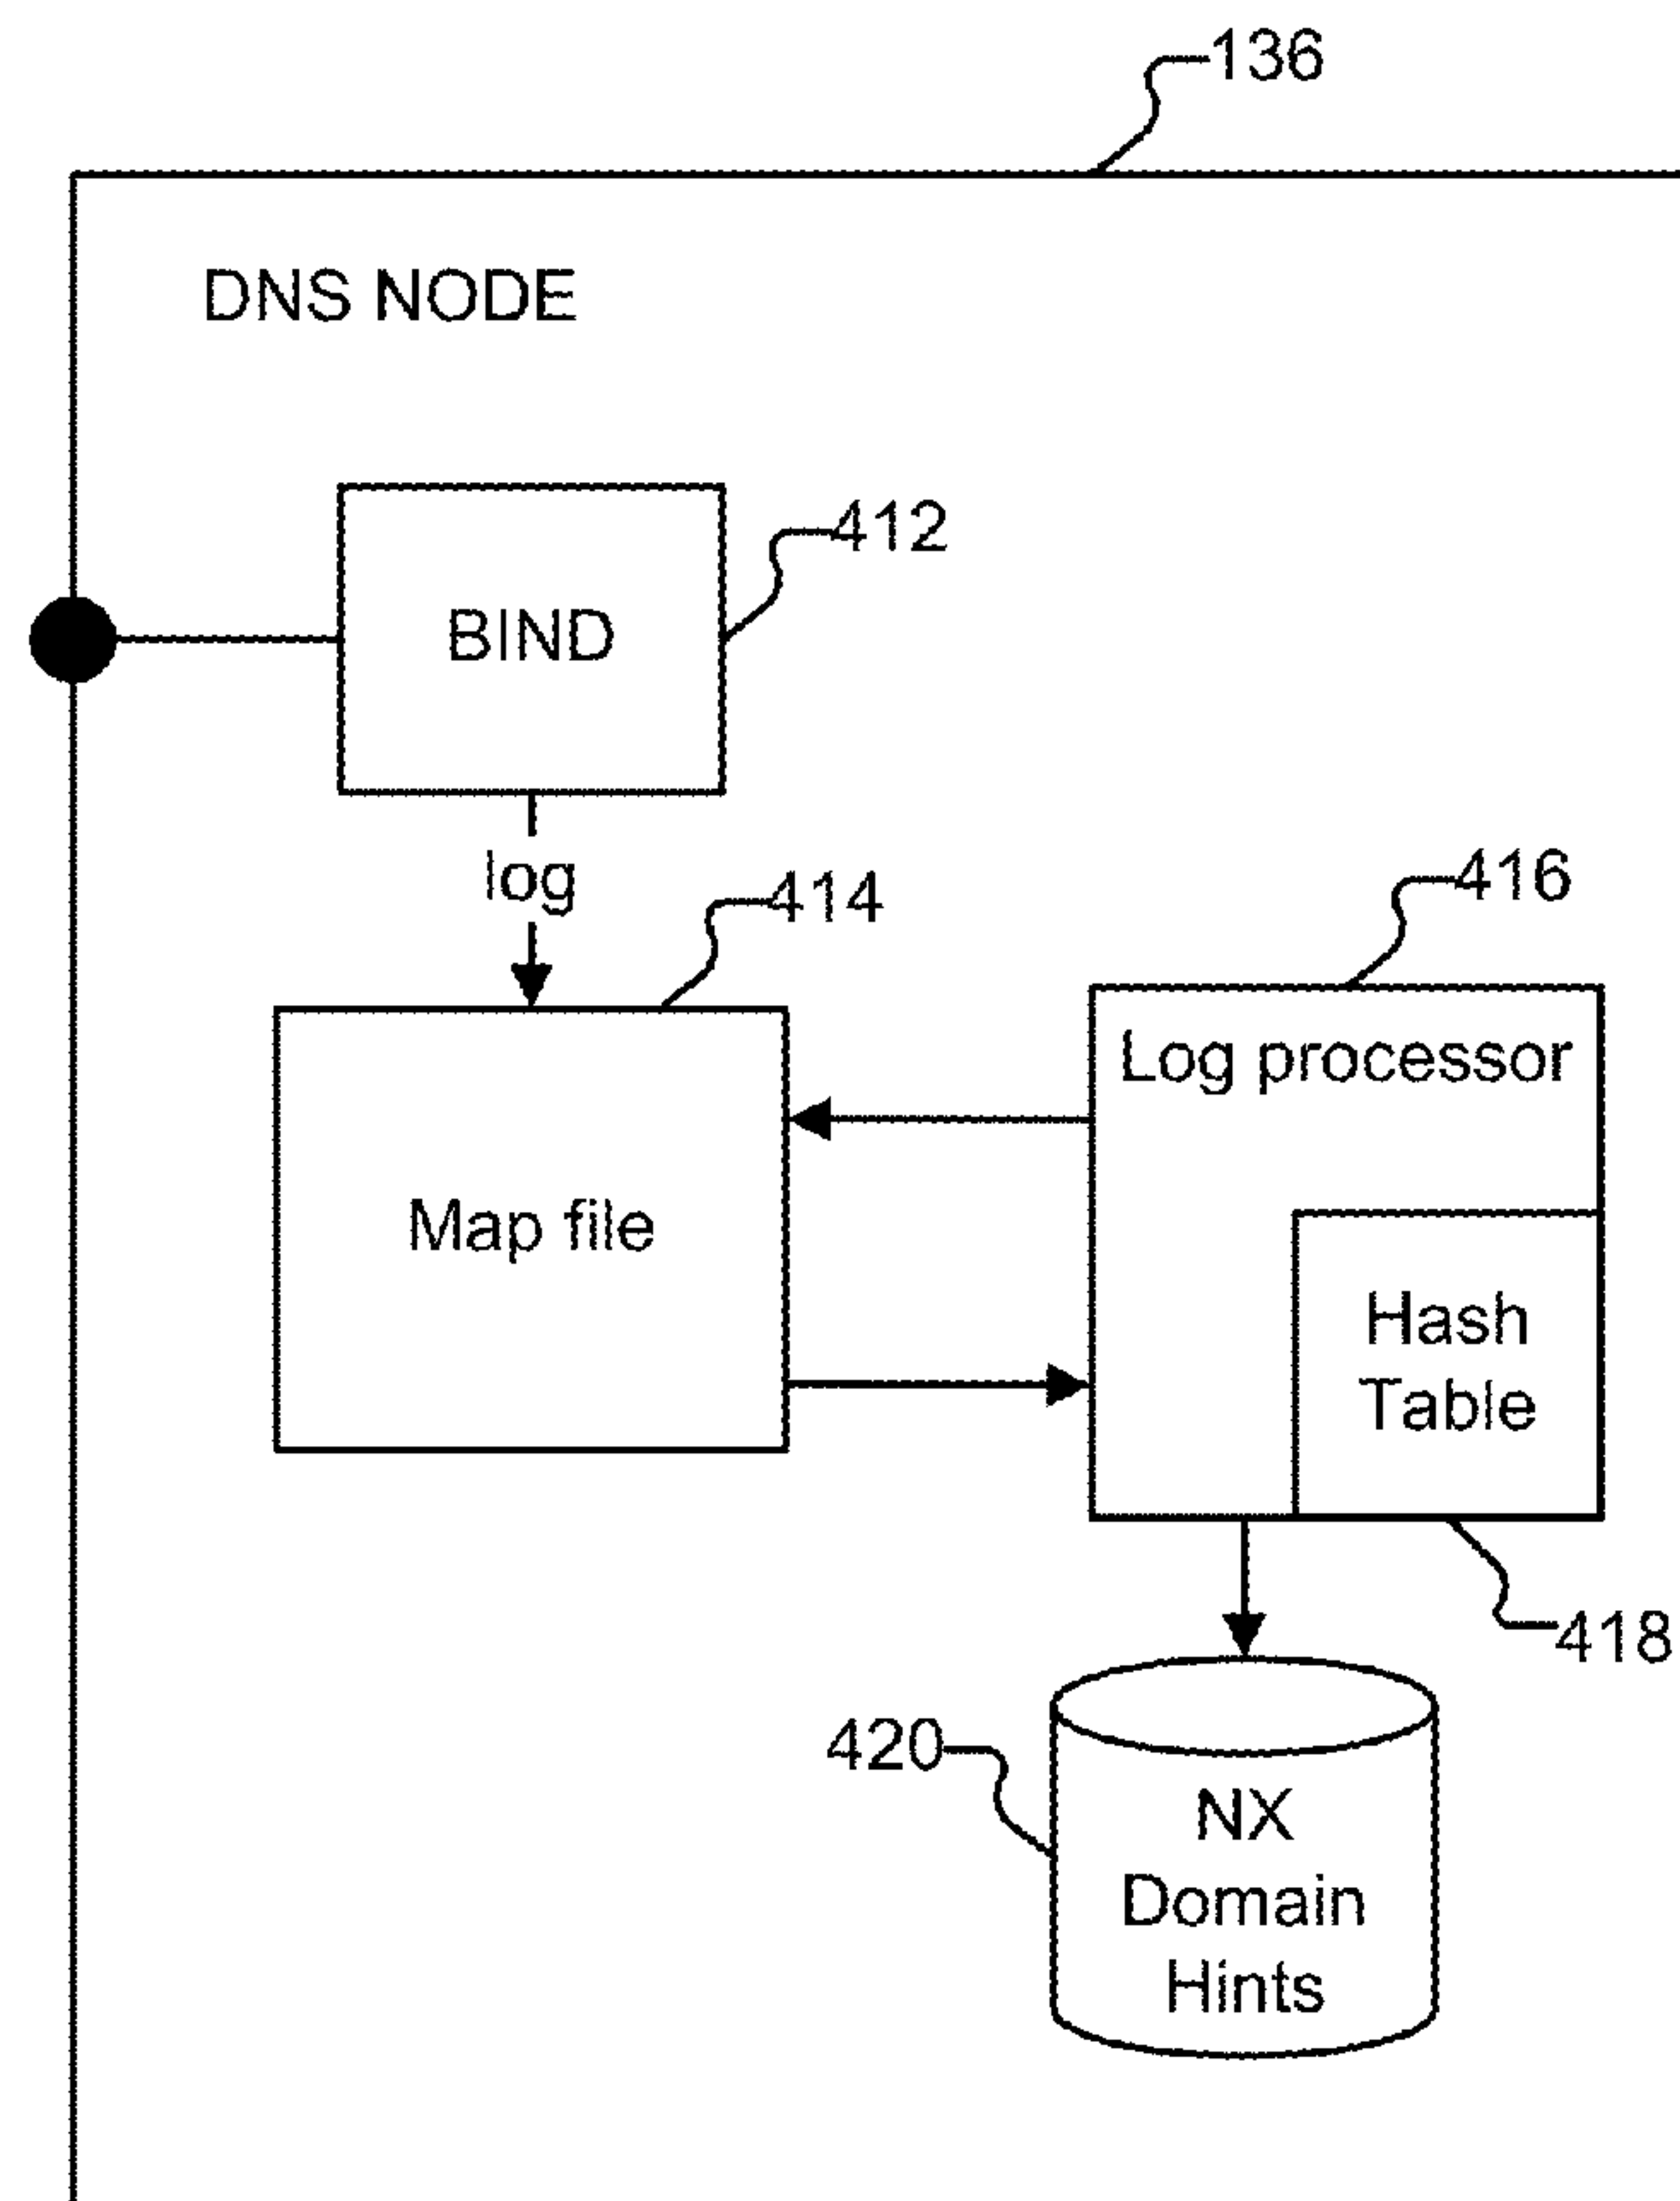 136
DNS NODE
412
BIND
log
414
416
Log processor
Map file
Hash
Table
418
420
NX
Domain
Hints